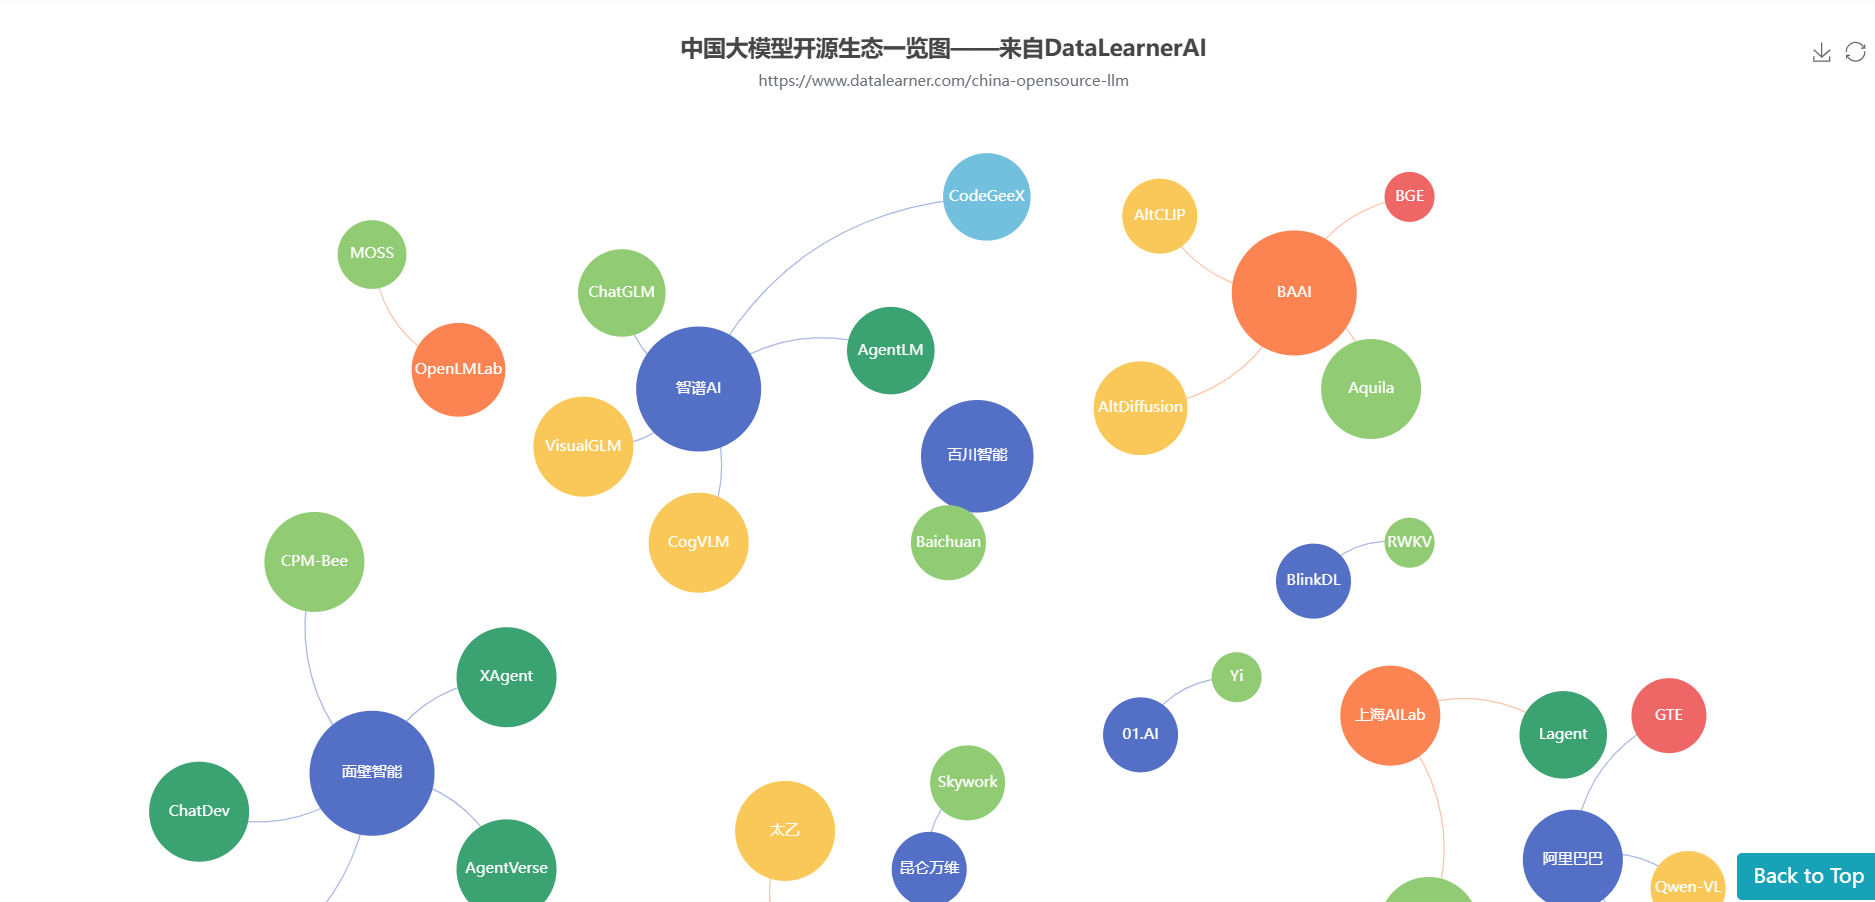 中国大模型开源生态一览图——来自DataLearnerAI
https://www.datalearner.com/china-opensource-llm
CodeGeeX
BGE
AltCLIP
MOSS
ChatGLM
BAAI
AgentLM
OpenLMLab
智谱AI
Aquila
AltDiffusion
VisualGLM
百川智能
CogVLM
Baichuan
RWKV
CPM-Bee
BlinkDL
XAgent
Yi
上海AILab
GTE
01.AI
Lagent
面壁智能
Skywork
ChatDev
太乙
阿里巴巴
AgentVerse
昆仑万维
Back to Top
Qwen-VL